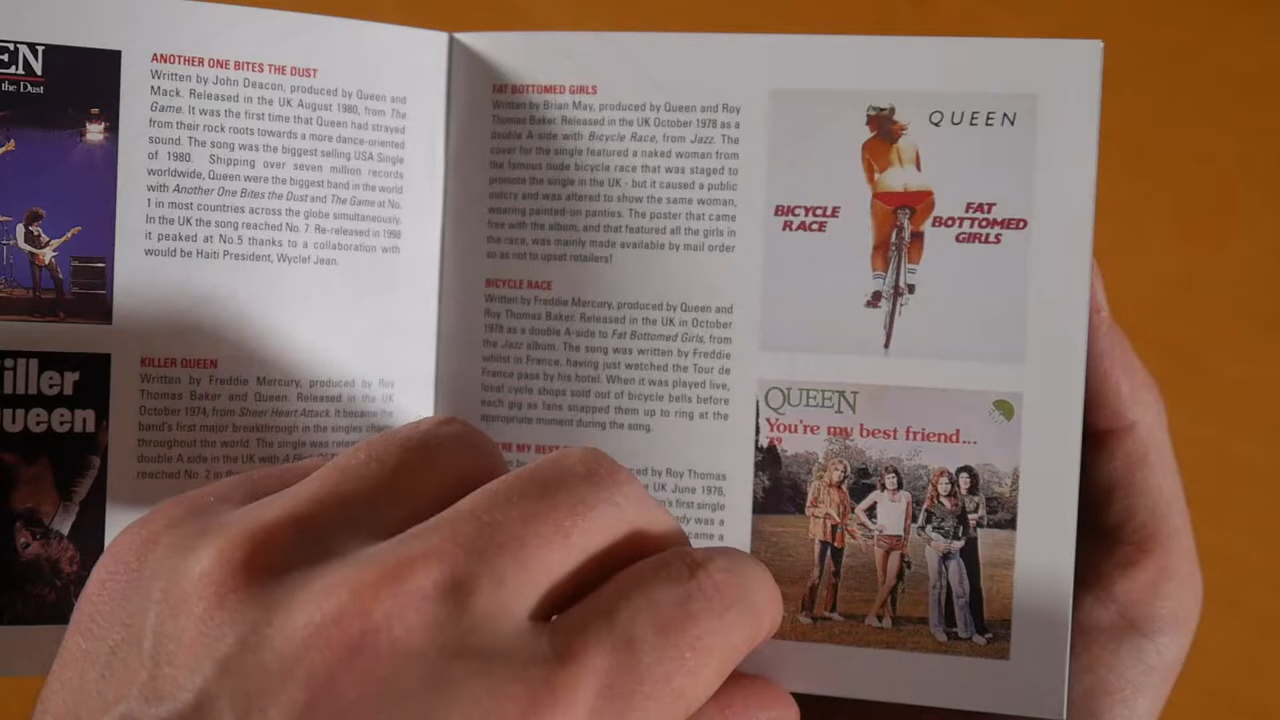 EN
the Dust
ANOTHER ONE BITES THE DUST
Written by John Deacon, produced by Queen and
Mack. Released in the UK August 1980, from The
Game. It was the first time that Queen had strayed
from their rock roots towards a more dance-oriented
sound. The song was the biggest selling USA Single
of 1980. Shipping over seven million records
worldwide, Queen were the biggest band in the world
with Another One Bites the Dust and The Game at No.
1 in most countries across the globe simultaneously.
In the UK the song reached No. 7. Re-released in 1998
it peaked at No.5 thanks to a collaboration with
would be Haiti President, Wyclef Jean.
iller
ueen
KILLER QUEEN
Written by Freddie Mercury, produced by Roy
Thomas Baker and Queen. Released in the UK
October 1974, from Sheer Heart Attack. It became the
band's first major breakthrough in the singles charts
throughout the world. The single was
double A side in the UK with A
reached No. 2 in
FAT BOTTOMED GIRLS
Written by Brian May, produced by Queen and Roy
Thomas Baker. Released in the UK October 1978 as a
double A-side with Bicycle Race, from Jazz. The
cover for the single featured a naked woman from
the famous nude bicycle race that was staged to
promote the single in the UK - but it caused a public
outcry and was altered to show the same woman,
wearing painted-on panties. The poster that came
free with the album, and that featured all the girls in
the race, was mainly made available by mail order
so as not to upset retailers!
BICYCLE RACE
Written by Freddie Mercury, produced by Queen and
Roy Thomas Baker. Released in the UK in October
1978 as a double A-side to Fat Bottomed Girls, from
the Jazz album. The song was written by Freddie
whilst in France, having just watched the Tour de
France pass by his hotel. When it was played live,
local cycle shops sold out of bicycle bells before
each gig as fans snapped them up to ring at the
appropriate moment during the song.
RE MY BEST
ced by Roy Thomas
UK June 1976,
n's first single
dy was a
came a
QUEEN
BICYCLE
RACE
FAT
BOTTOMED
GIRLS
QUEEN
You're my best friend...
'39